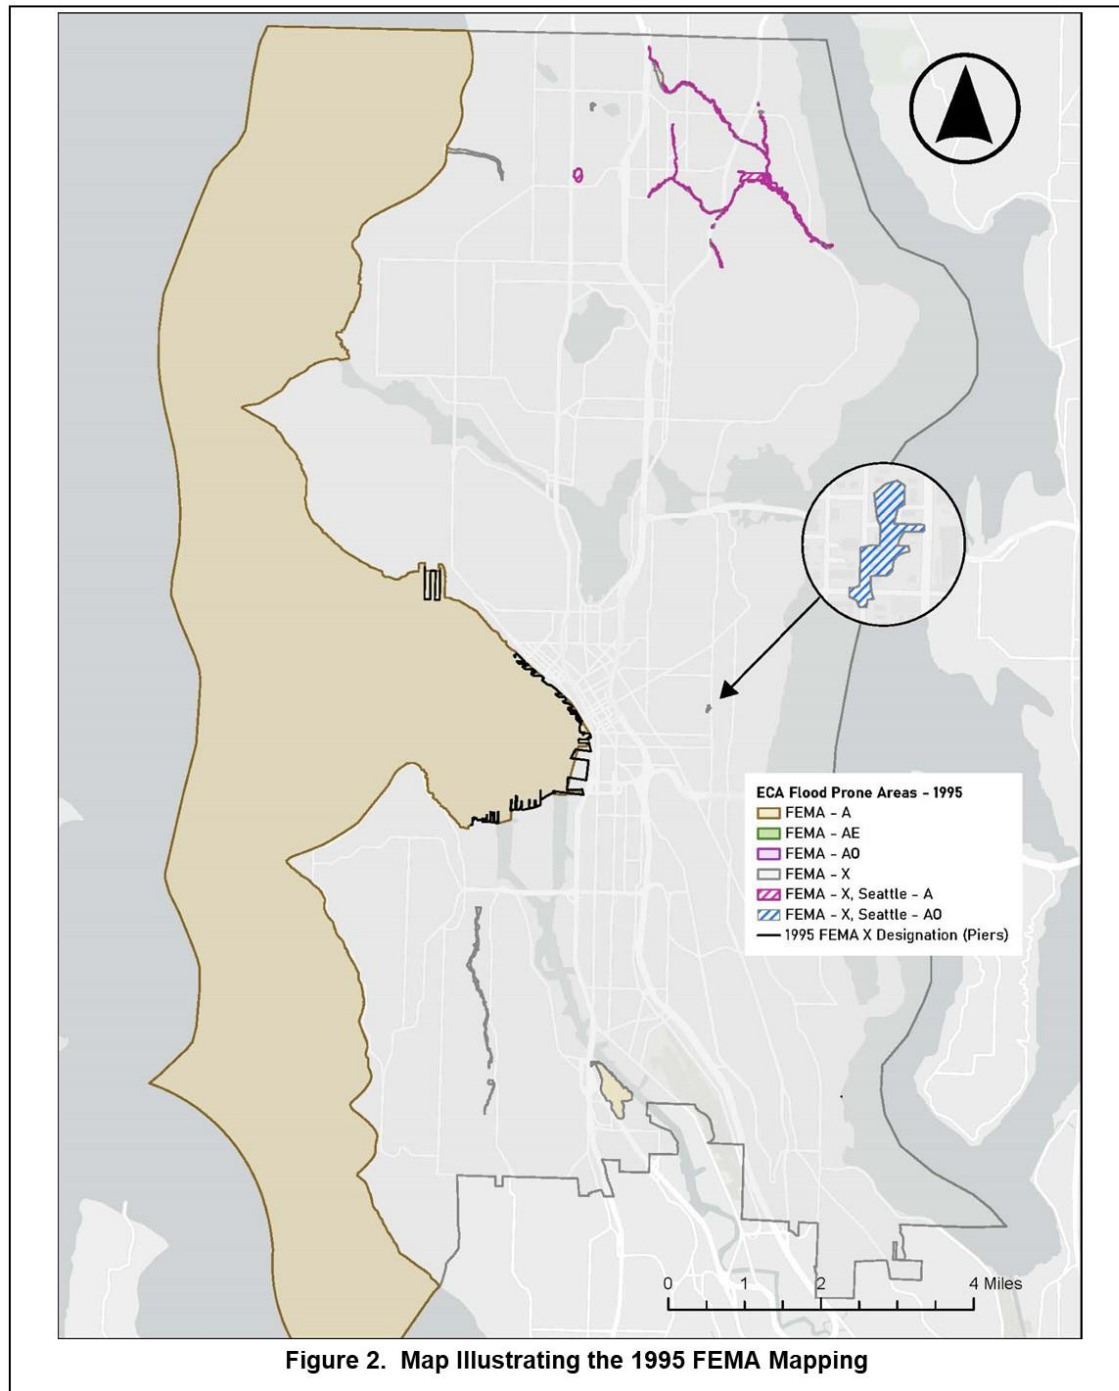 ECA Flood Prone Areas - 1995
FEMA - A
FEMA - AE
FEMA - AO
FEMA - X
FEMA - X, Seattle - A
FEMA - X, Seattle - AO
1995 FEMA X Designation (Piers)
0 1 2 4 Miles
Figure 2. Map Illustrating the 1995 FEMA Mapping